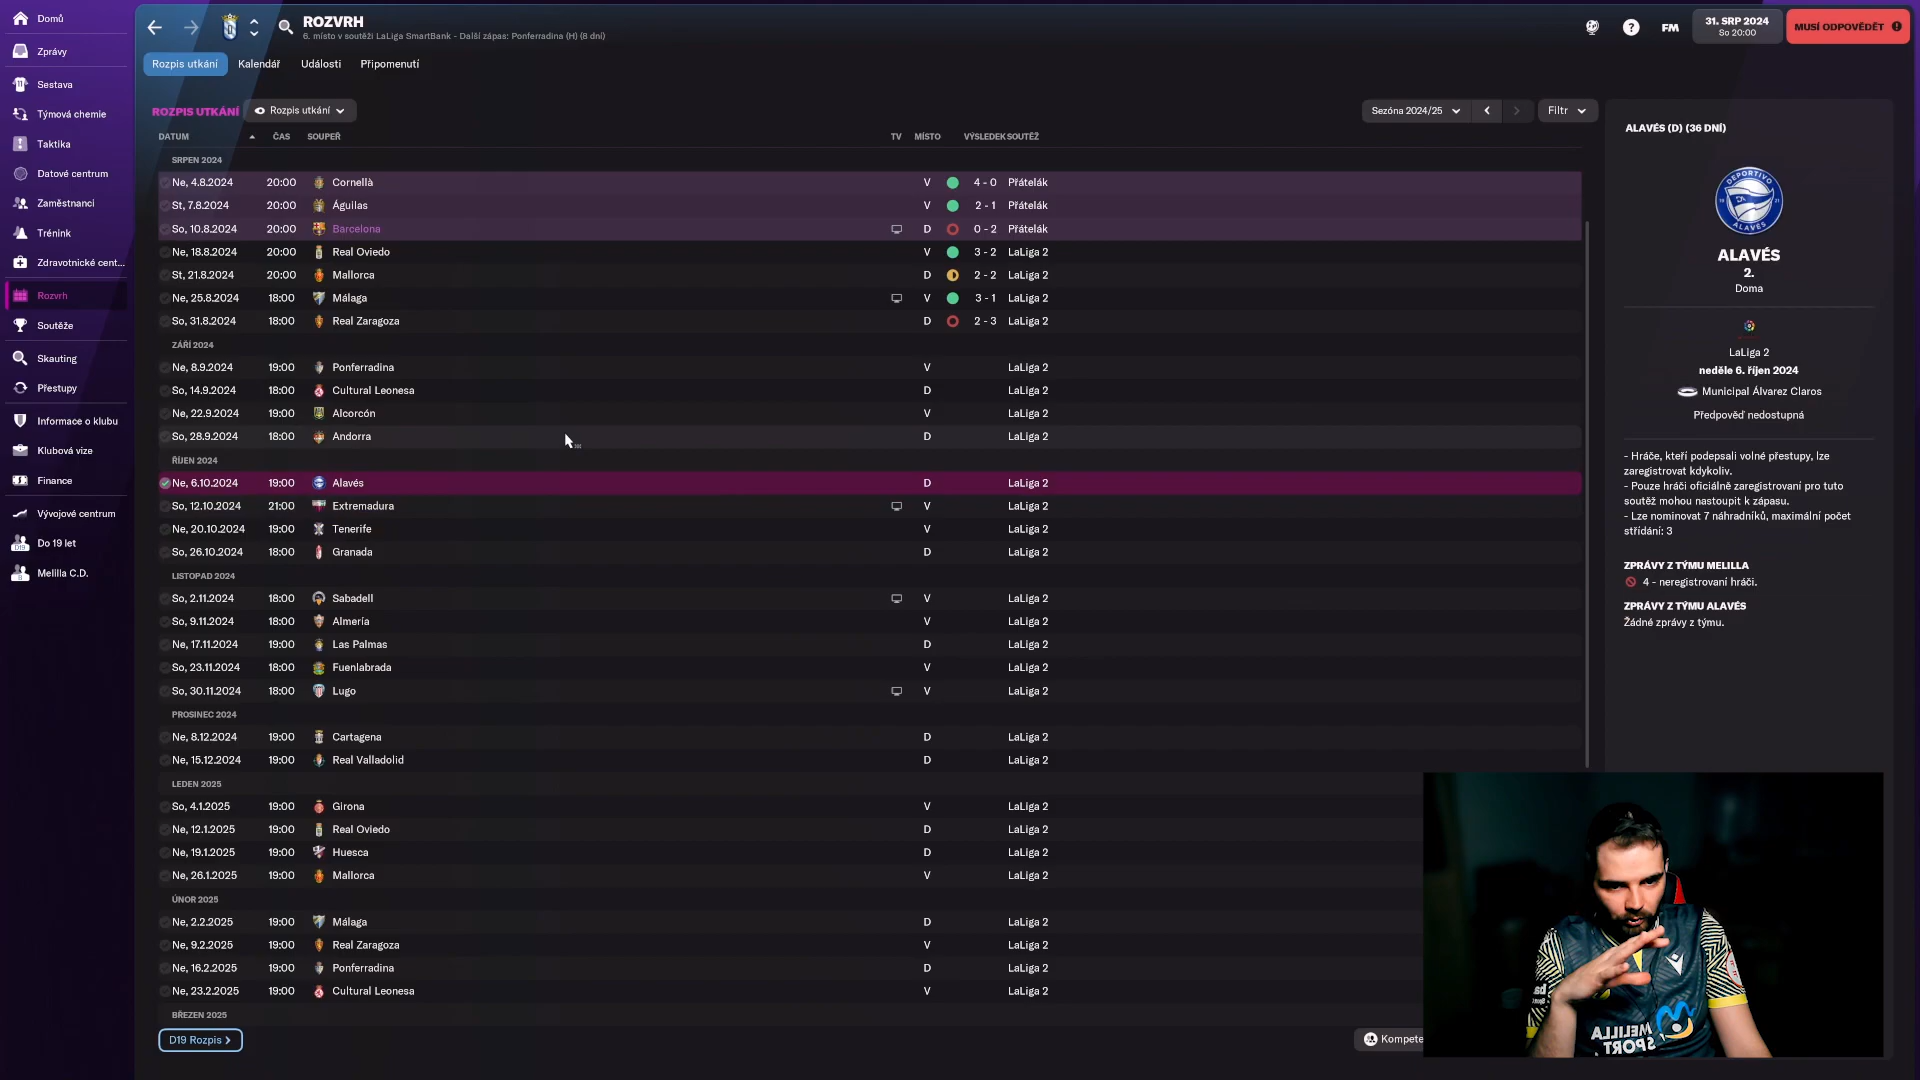 Domů
Zprávy
Sestava
Týmová chemie
Taktika
Datové centrum
Zaměstnanci
Trénink
Zdravotnické cent...
Rozvrh
Soutěže
Skauting
Přestupy
Informace o klubu
Klubová vize
Finance
Vývojové centrum
Do 19 let
Melilla C.D.
ROZVRH
6. místo v soutěži LaLiga SmartBank - Další zápas: Ponferradina (H) (8 dní)
FM
31. SRP 2024
So 20:00
MUSÍ ODPOVĚDĚT
Rozpis utkání Kalendář Události Připomenutí
ROZPIS UTKÁNÍ Rozpis utkání
Sezóna 2024/25 Filtr
DATUM ČAS SOUPEŘ TV MÍSTO VÝSLEDEK SOUTĚŽ
SRPEN 2024
Ne, 4.8.2024 20:00 Cornellà V 4 - 0 Přátelák
St, 7.8.2024 20:00 Águilas V 2 - 1 Přátelák
So, 10.8.2024 20:00 Barcelona D 0 - 2 Přátelák
Ne, 18.8.2024 20:00 Real Oviedo V 3 - 2 LaLiga 2
St, 21.8.2024 20:00 Mallorca D 2 - 2 LaLiga 2
Ne, 25.8.2024 18:00 Málaga V 3 - 1 LaLiga 2
So, 31.8.2024 18:00 Real Zaragoza D 2 - 3 LaLiga 2
ZÁŘÍ 2024
Ne, 8.9.2024 19:00 Ponferradina V LaLiga 2
So, 14.9.2024 18:00 Cultural Leonesa D LaLiga 2
Ne, 22.9.2024 19:00 Alcorcón V LaLiga 2
So, 28.9.2024 18:00 Andorra D LaLiga 2
ŘÍJEN 2024
Ne, 6.10.2024 19:00 Alavés D LaLiga 2
So, 12.10.2024 21:00 Extremadura V LaLiga 2
Ne, 20.10.2024 19:00 Tenerife V LaLiga 2
So, 26.10.2024 18:00 Granada D LaLiga 2
LISTOPAD 2024
So, 2.11.2024 18:00 Sabadell V LaLiga 2
So, 9.11.2024 18:00 Almería V LaLiga 2
Ne, 17.11.2024 19:00 Las Palmas D LaLiga 2
So, 23.11.2024 18:00 Fuenlabrada V LaLiga 2
So, 30.11.2024 18:00 Lugo V LaLiga 2
PROSINEC 2024
Ne, 8.12.2024 19:00 Cartagena D LaLiga 2
Ne, 15.12.2024 19:00 Real Valladolid D LaLiga 2
LEDEN 2025
So, 4.1.2025 19:00 Girona V LaLiga 2
Ne, 12.1.2025 19:00 Real Oviedo D LaLiga 2
Ne, 19.1.2025 19:00 Huesca D LaLiga 2
Ne, 26.1.2025 19:00 Mallorca V LaLiga 2
ÚNOR 2025
Ne, 2.2.2025 19:00 Málaga D LaLiga 2
Ne, 9.2.2025 19:00 Real Zaragoza V LaLiga 2
Ne, 16.2.2025 19:00 Ponferradina D LaLiga 2
Ne, 23.2.2025 19:00 Cultural Leonesa V LaLiga 2
BŘEZEN 2025
D19 Rozpis
Kompete
ALAVÉS (D) (36 DNÍ)
DEPORTIVO
ALAVÉS
ALAVÉS
2.
Doma
LaLiga 2
neděle 6. říjen 2024
Municipal Álvarez Claros
Předpověď nedostupná
- Hráče, kteří podepsali volné přestupy, lze
zaregistrovat kdykoliv.
- Pouze hráči oficiálně zaregistrovaní pro tuto
soutěž mohou nastoupit k zápasu.
- Lze nominovat 7 náhradníků, maximální počet
střídání: 3
ZPRÁVY Z TÝMU MELILLA
4 - neregistrovaní hráči.
ZPRÁVY Z TÝMU ALAVÉS
Žádné zprávy z týmu.
MELILLA
SPORT